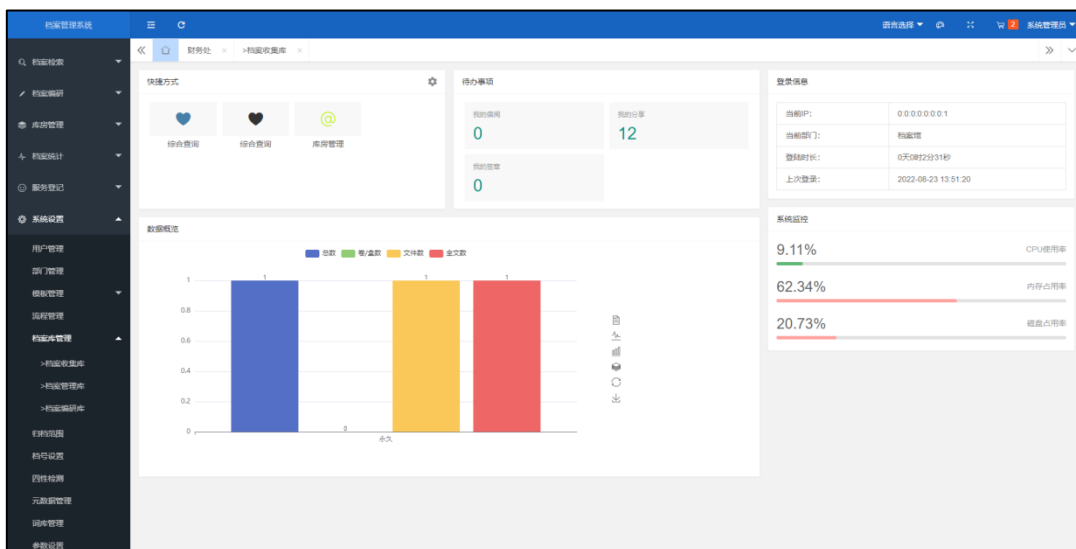 档案管理系统
语言选择
2
系统管理员
档案检索
档案编研
库房管理
档案统计
服务登记
系统设置
用户管理
部门管理
模板管理
流程管理
档案库管理
>档案收集库
>档案管理库
>档案编研库
归档范围
档号设置
四性检测
元数据管理
词库管理
参数设置
财务处 ×
>档案收集库 ×
快捷方式
综合查询
综合查询
库房管理
待办事项
我的借阅
0
我的分享
12
我的签章
0
登录信息
当前IP: 0:0:0:0:0:0:0:1
当前部门: 档案馆
登陆时长: 0天0时2分31秒
上次登录: 2022-08-23 13:51:20
数据概览
总数 卷/盒数 文件数 全文数
1
0.8
0.6
0.4
0.2
0
1
0
1
1
永久
系统监控
9.11% CPU使用率
62.34% 内存占用率
20.73% 磁盘占用率